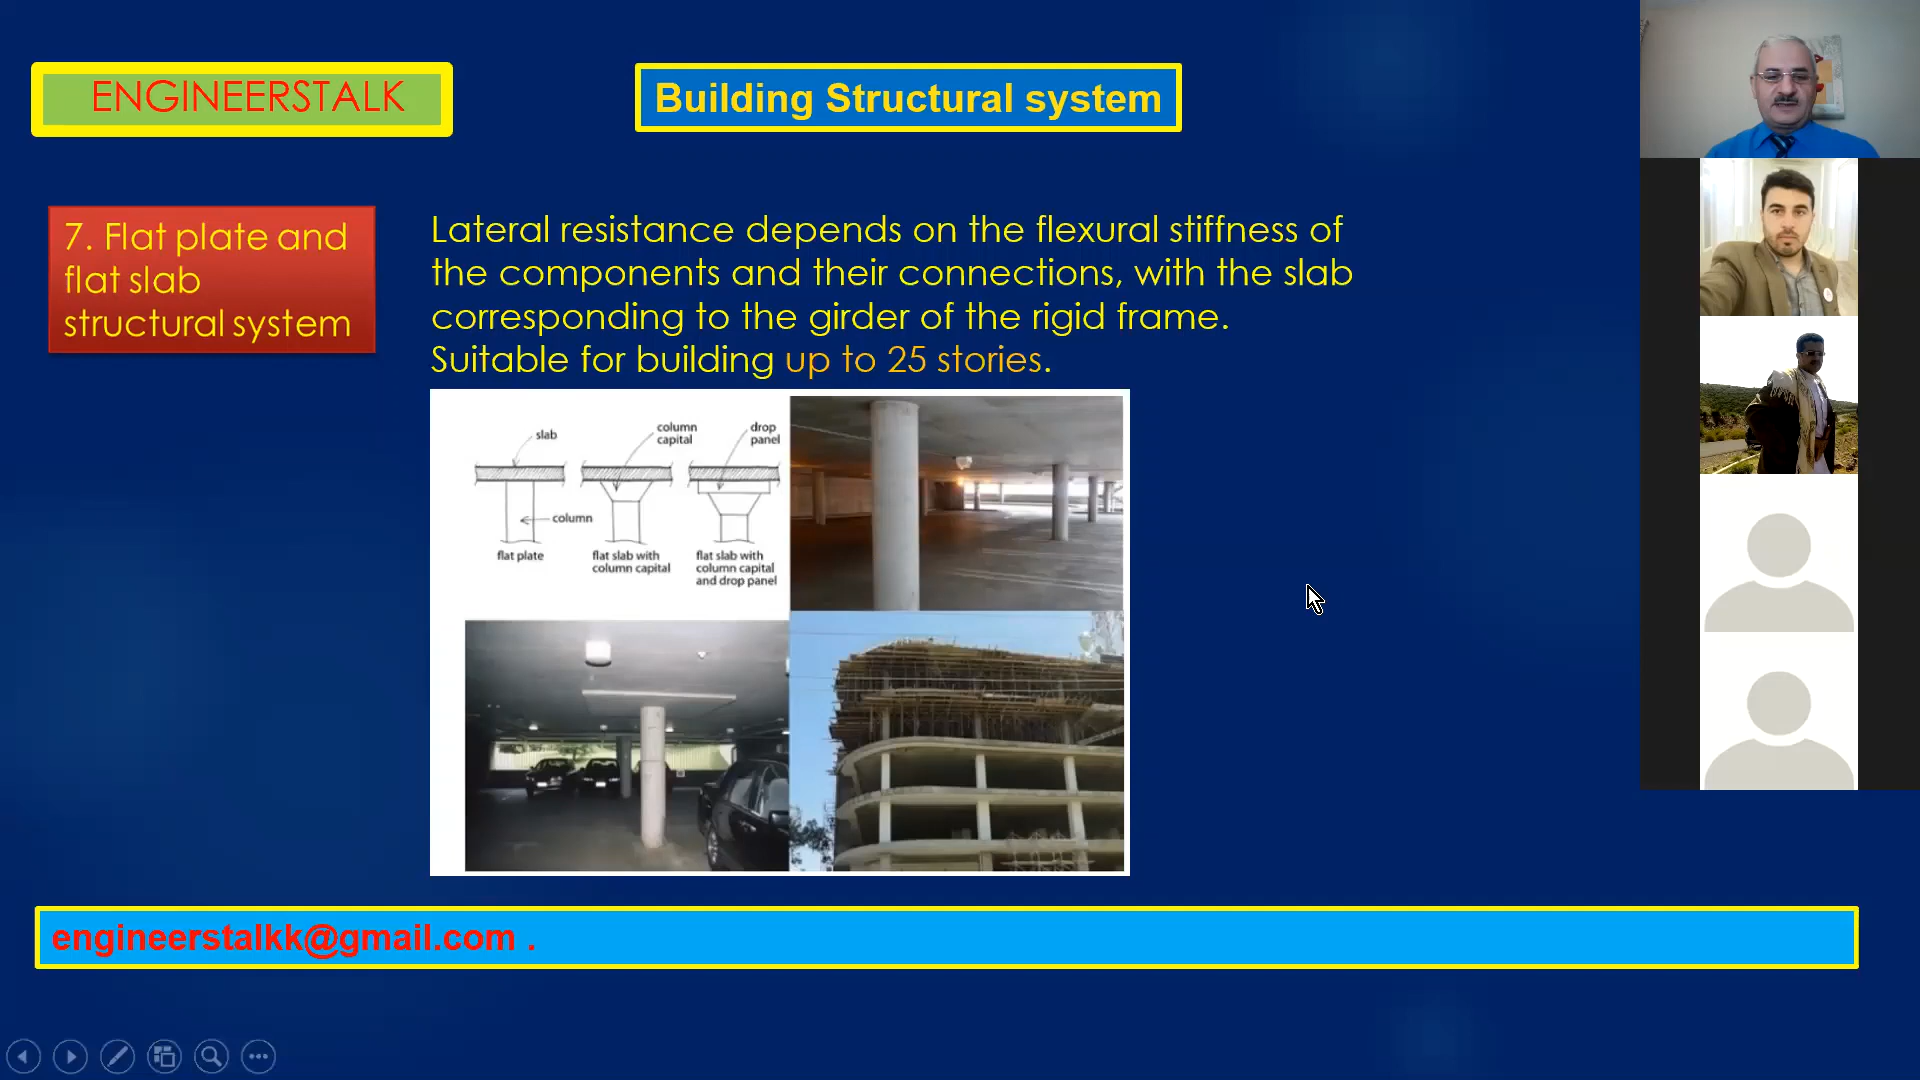 ENGINEERSTALK
Building Structural system
7. Flat plate and
flat slab
structural system
Lateral resistance depends on the flexural stiffness of
the components and their connections, with the slab
corresponding to the girder of the rigid frame.
Suitable for building up to 25 stories.
slab
column
capital
drop
panel
column
flat plate
flat slab with
column capital
flat slab with
column capital
and drop panel
engineerstalkk@gmail.com .